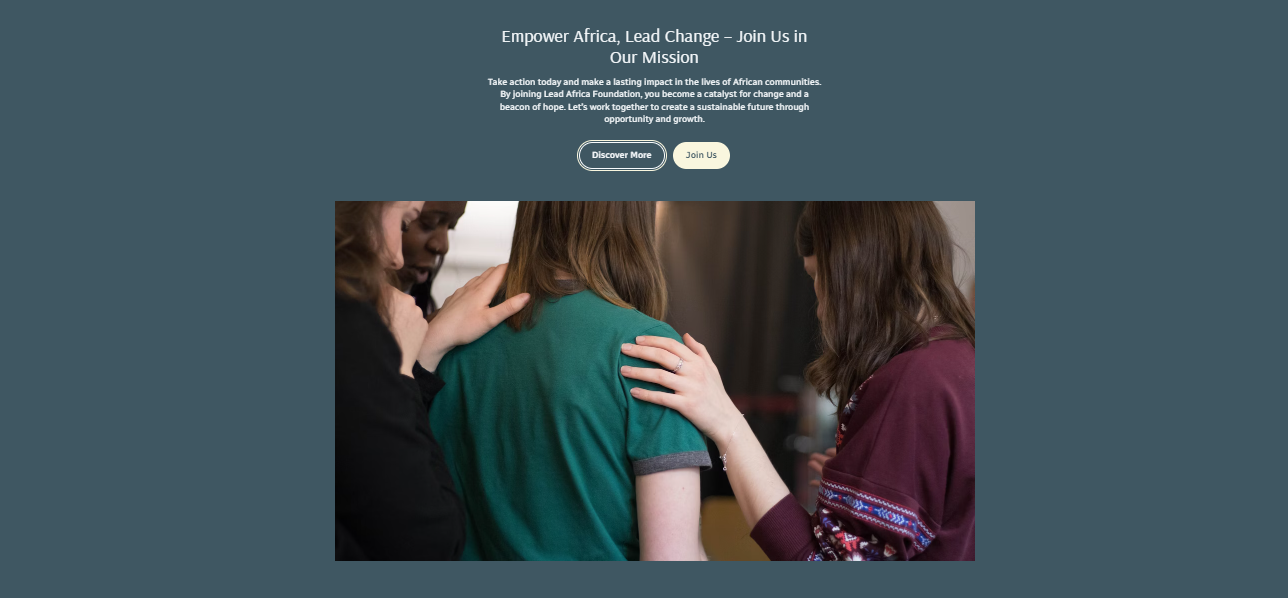 Empower Africa, Lead Change – Join Us in
Our Mission
Take action today and make a lasting impact in the lives of African communities.
By joining Lead Africa Foundation, you become a catalyst for change and a
beacon of hope. Let's work together to create a sustainable future through
opportunity and growth.
Discover More
Join Us